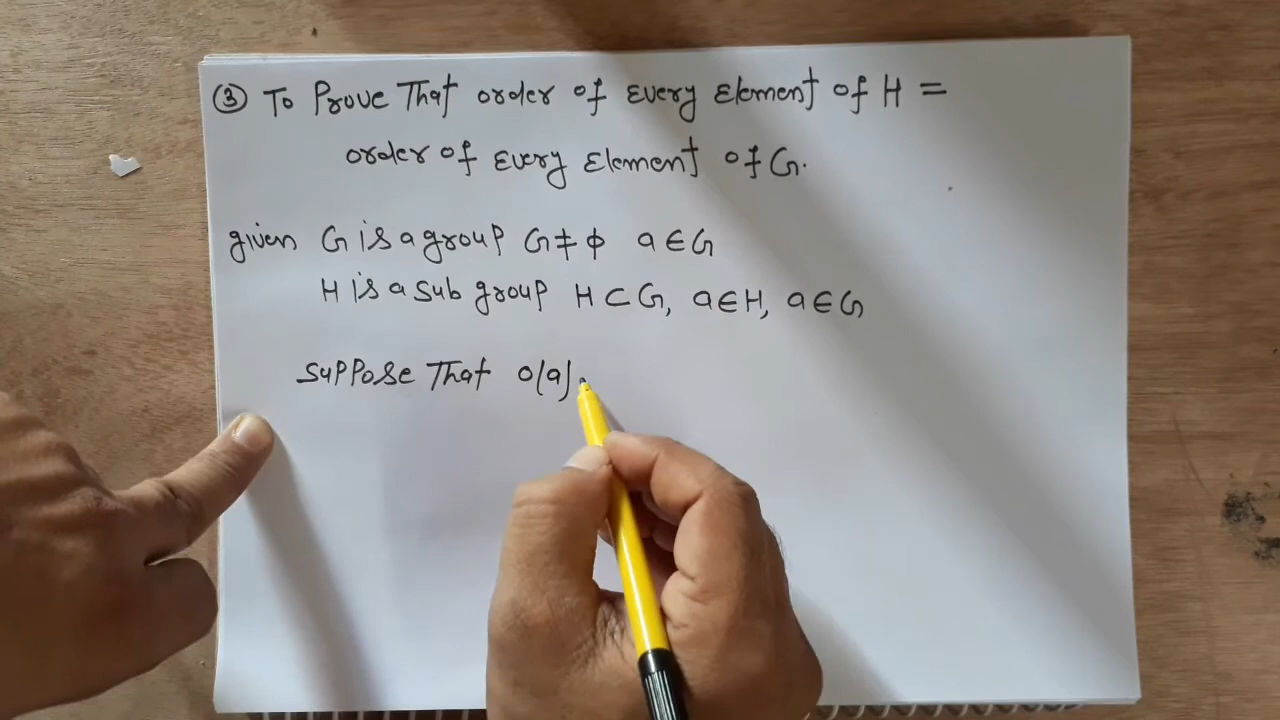 ③ To Prove That order of Every Element of H =
order of Every Element of G.
given G is a group G ≠ φ a ∈ G
H is a sub group H ⊂ G, a ∈ H, a ∈ G
Suppose That o(a)